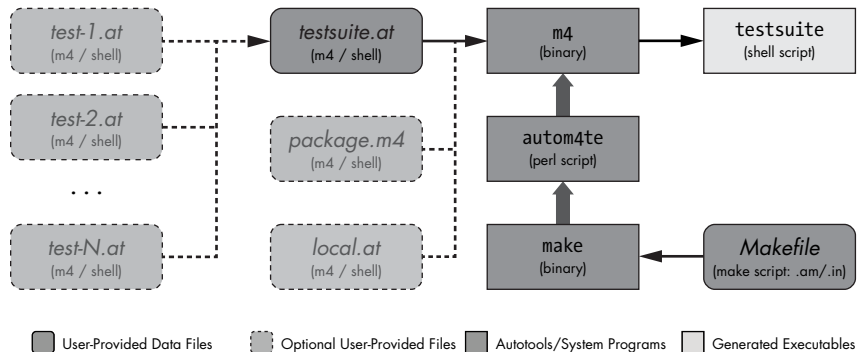 test-1.at
(m4 / shell)
testsuite.at
(m4 / shell)
m4
(binary)
testsuite
(shell script)
test-2.at
(m4 / shell)
package.m4
(m4 / shell)
autom4te
(perl script)
. . .
test-N.at
(m4 / shell)
local.at
(m4 / shell)
make
(binary)
Makefile
(make script: .am/.in)
User-Provided Data Files
Optional User-Provided Files
Autotools/System Programs
Generated Executables